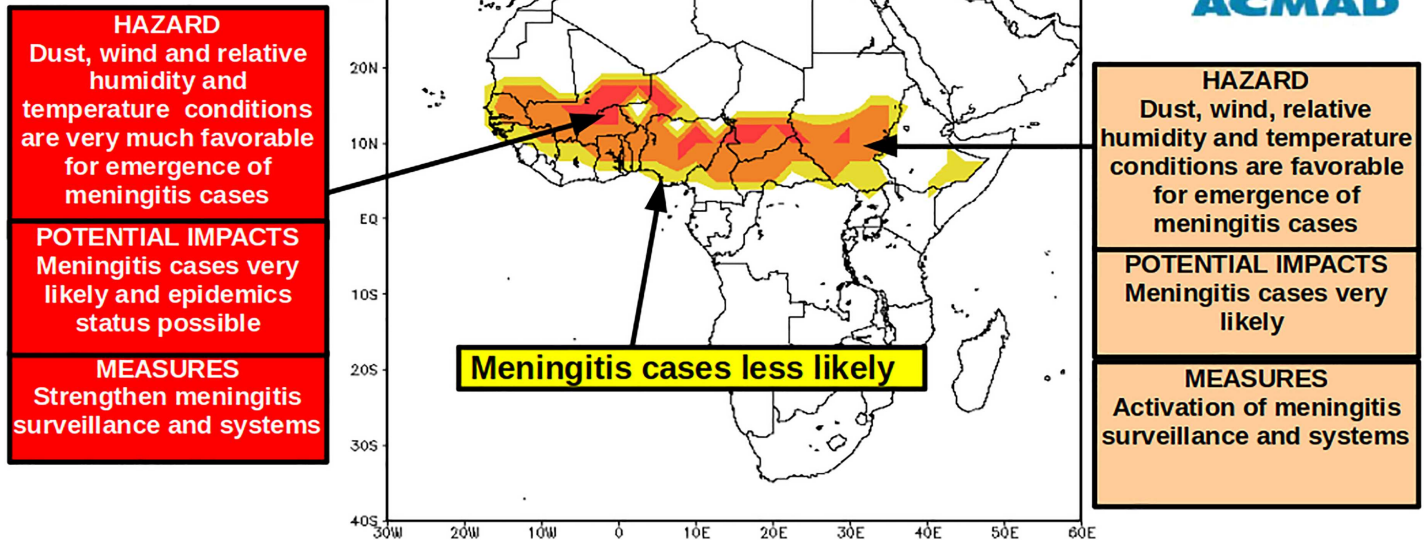 ACMAD
HAZARD
Dust, wind and relative
humidity and
temperature conditions
are very much favorable
for emergence of
meningitis cases
POTENTIAL IMPACTS
Meningitis cases very
likely and epidemics
status possible
MEASURES
Strengthen meningitis
surveillance and systems
20N
10N
EQ
10S
20S
30S
40S
30W 20W 10W 0 10E 20E 30E 40E 50E 60E
Meningitis cases less likely
HAZARD
Dust, wind, relative
humidity and temperature
conditions are favorable
for emergence of
meningitis cases
POTENTIAL IMPACTS
Meningitis cases very
likely
MEASURES
Activation of meningitis
surveillance and systems